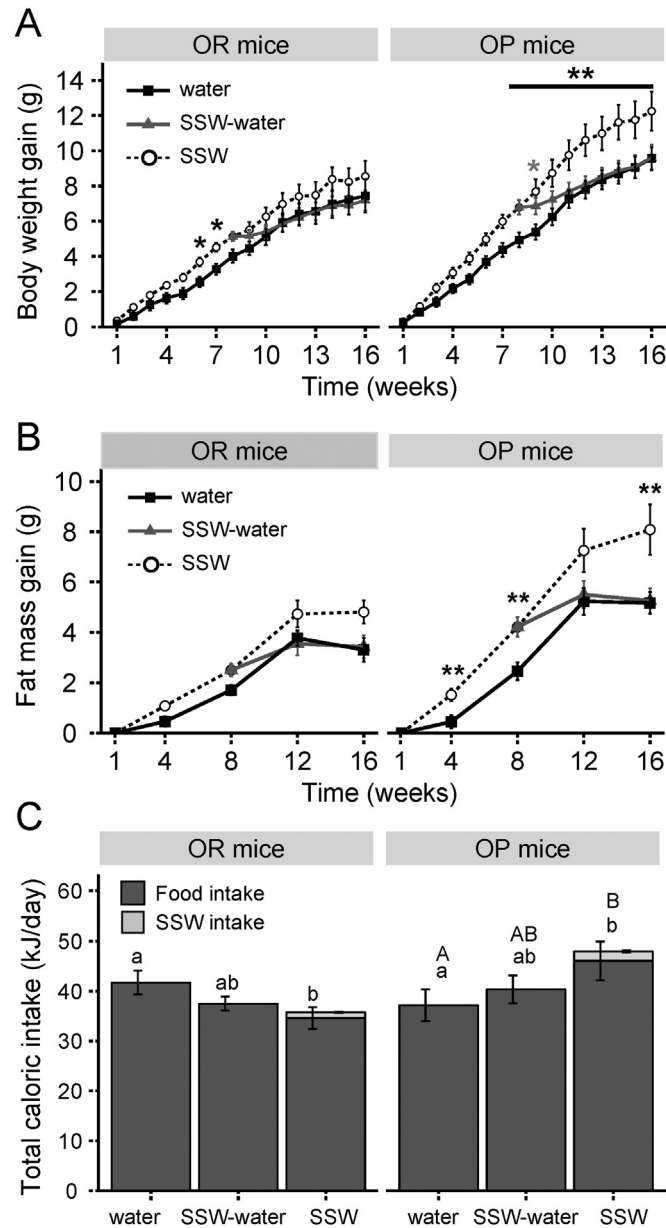 A
OR mice
OP mice
Body weight gain (g)
14
12
10
8
6
4
2
0
water
SSW-water
SSW
* *
*
**
1 4 7 10 13 16
1 4 7 10 13 16
Time (weeks)
B
OR mice
OP mice
Fat mass gain (g)
10
8
6
4
2
0
water
SSW-water
SSW
**
**
**
1 4 8 12 16
1 4 8 12 16
Time (weeks)
C
OR mice
OP mice
Total caloric intake (kJ/day)
60
50
40
30
20
10
0
Food intake
SSW intake
a
ab
b
A
a
AB
ab
B
b
water SSW-water SSW
water SSW-water SSW